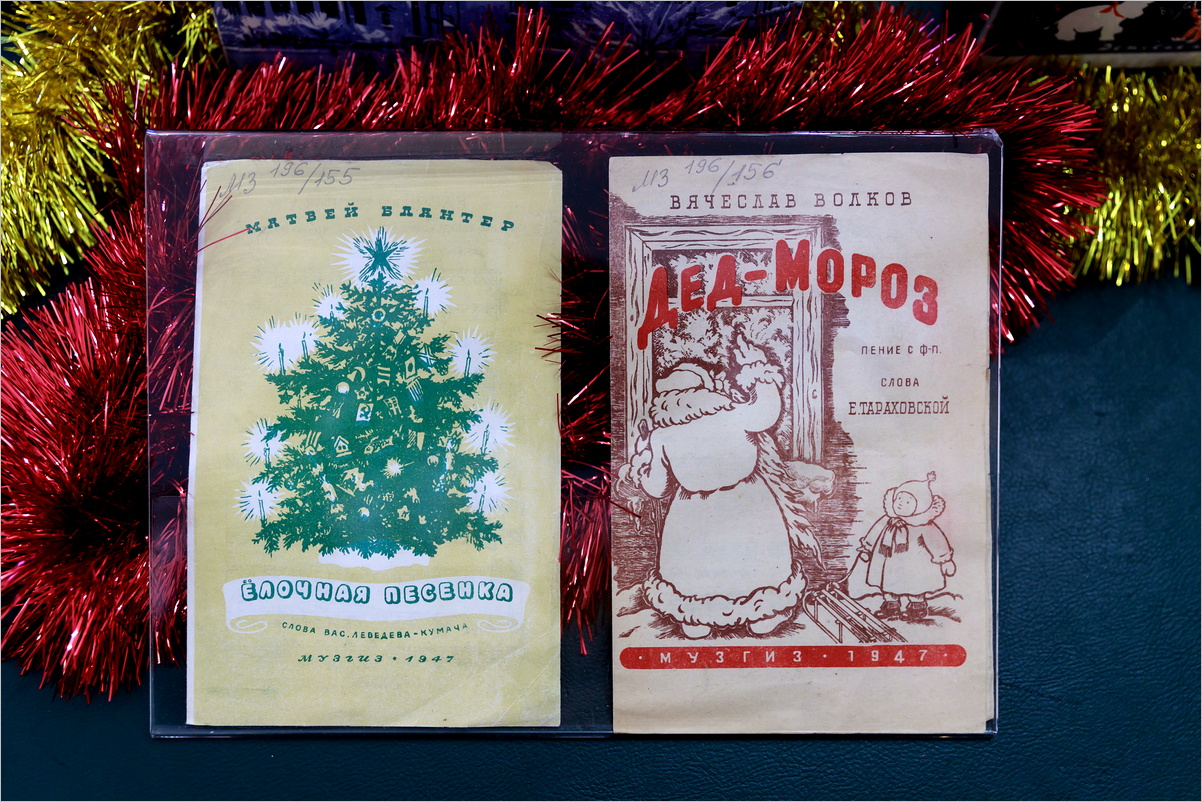 МЗ 196/155
МАТВЕЙ БЛАНТЕР
ЁЛОЧНАЯ ПЕСЕНКА
СЛОВА ВАС. ЛЕБЕДЕВА-КУМАЧА
МУЗГИЗ • 1947
МЗ 196/156
ВЯЧЕСЛАВ ВОЛКОВ
ДЕД-МОРОЗ
ПЕНИЕ С Ф-П.
СЛОВА
Е. ТАРАХОВСКОЙ
• МУЗГИЗ • 1947 •